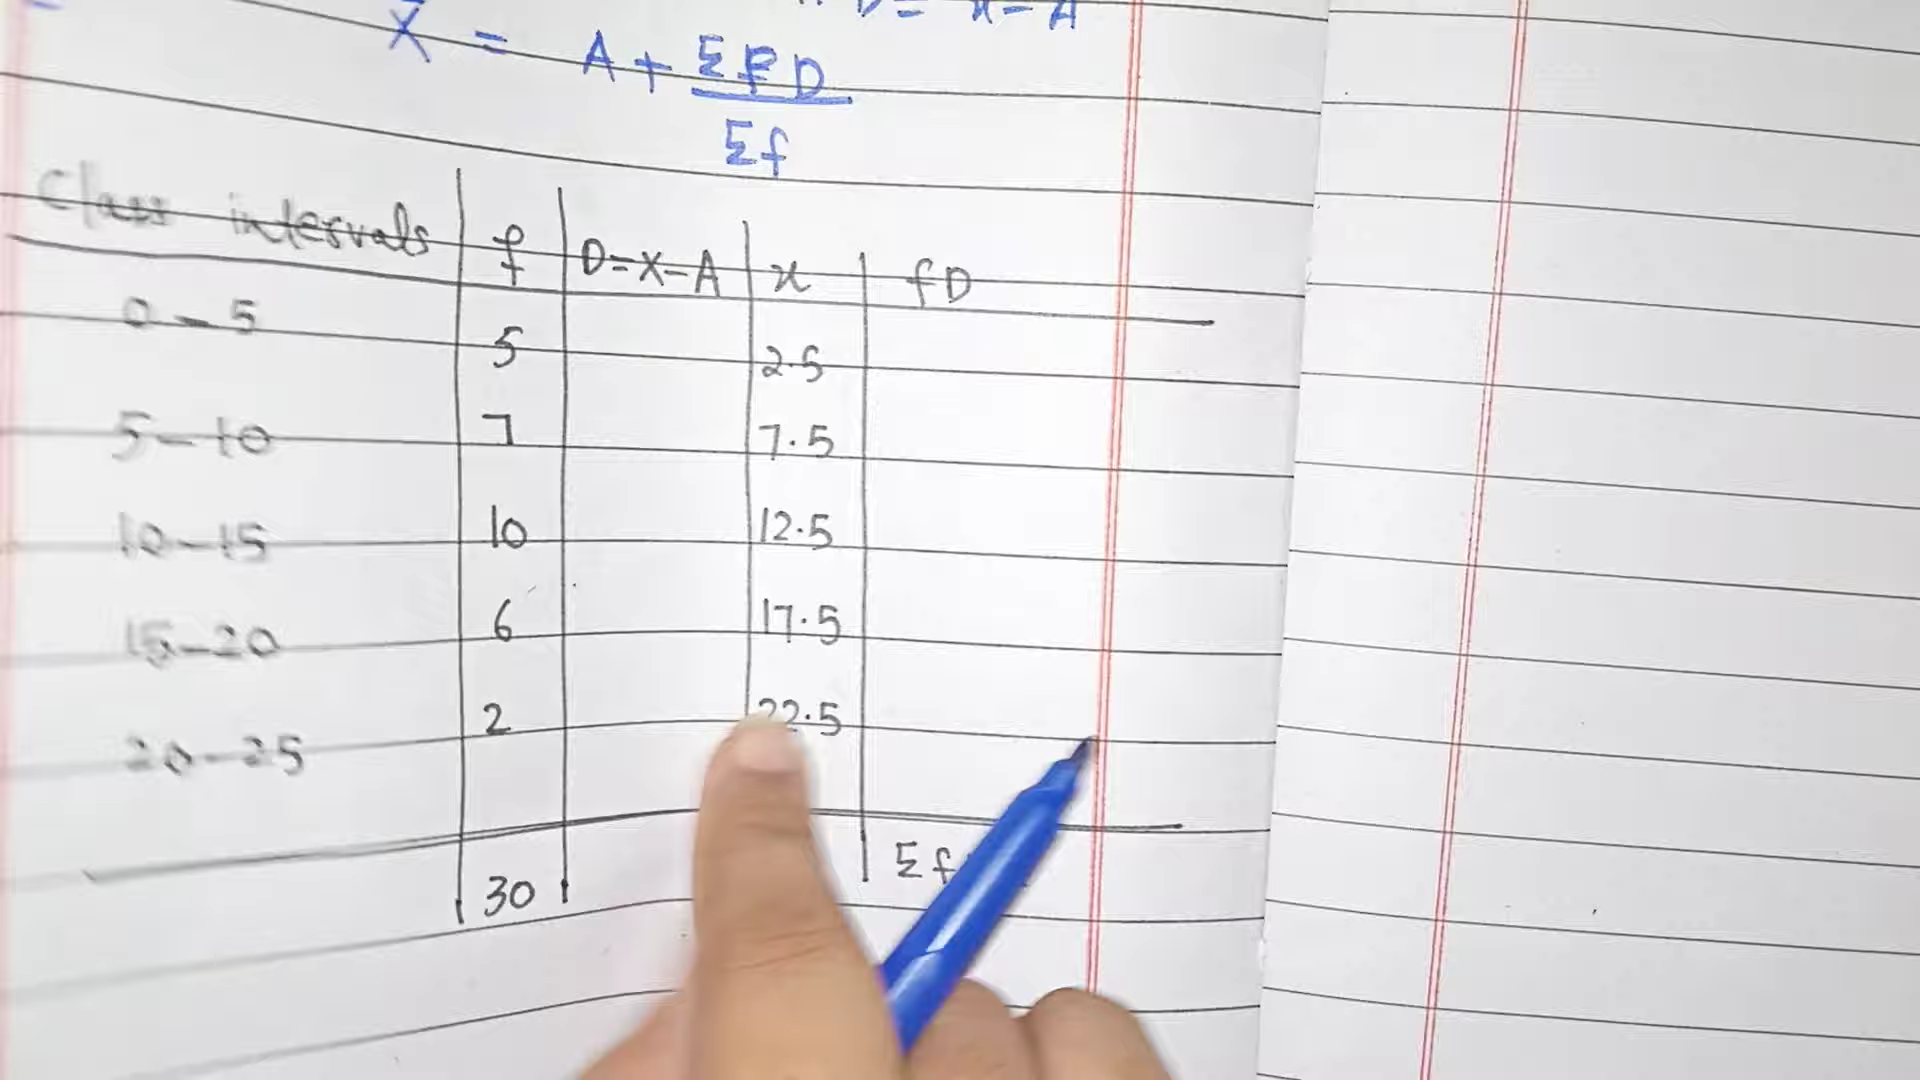 D = x - A
x̄ = A + ΣfD
Σf
Class intervals f D=X-A x fD
0-5 5 2.5
5-10 7 7.5
10-15 10 12.5
15-20 6 17.5
20-25 2 22.5
30 Σf